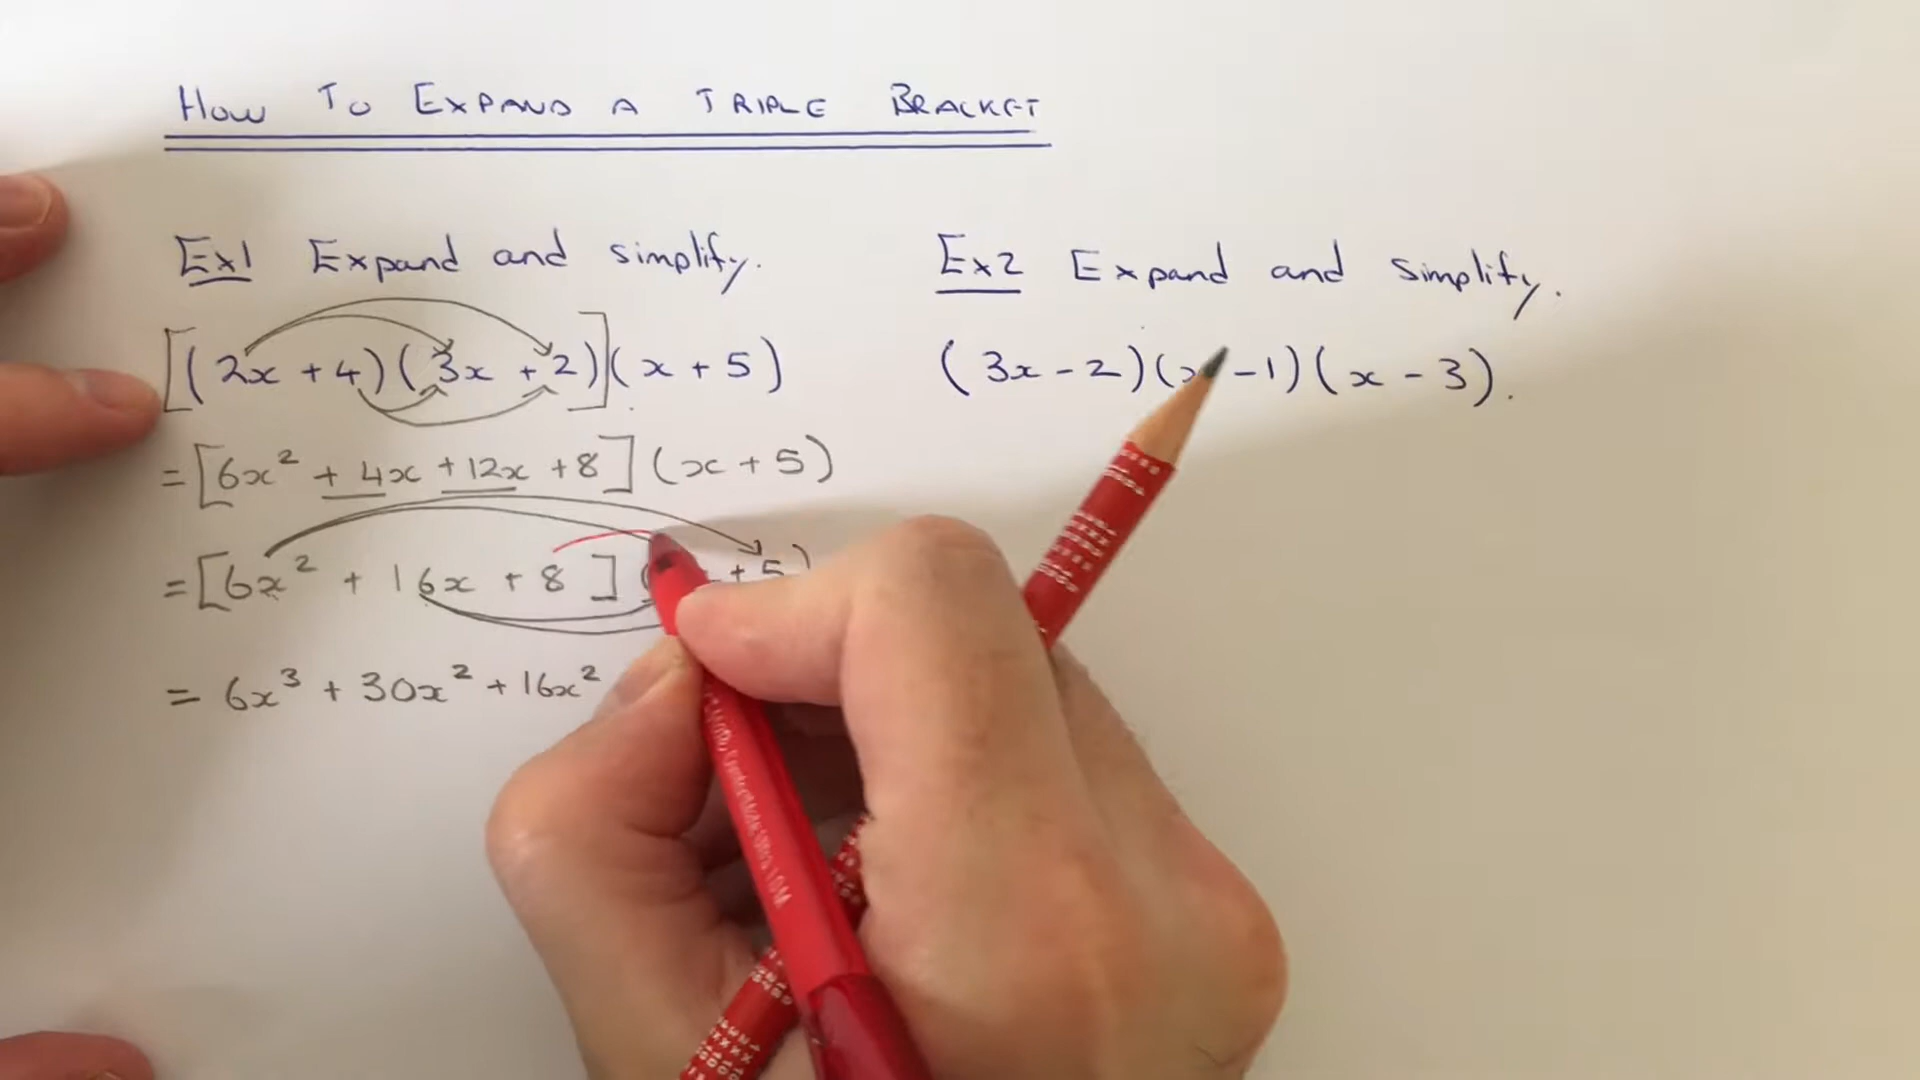 How To Expand a Triple Bracket
Ex1 Expand and simplify.
[(2x + 4)(3x + 2)](x + 5)
= [6x² + 4x + 12x + 8](x + 5)
= [6x² + 16x + 8] ( + 5)
= 6x³ + 30x² + 16x²
Ex2 Expand and simplify.
(3x - 2)(x - 1)(x - 3).